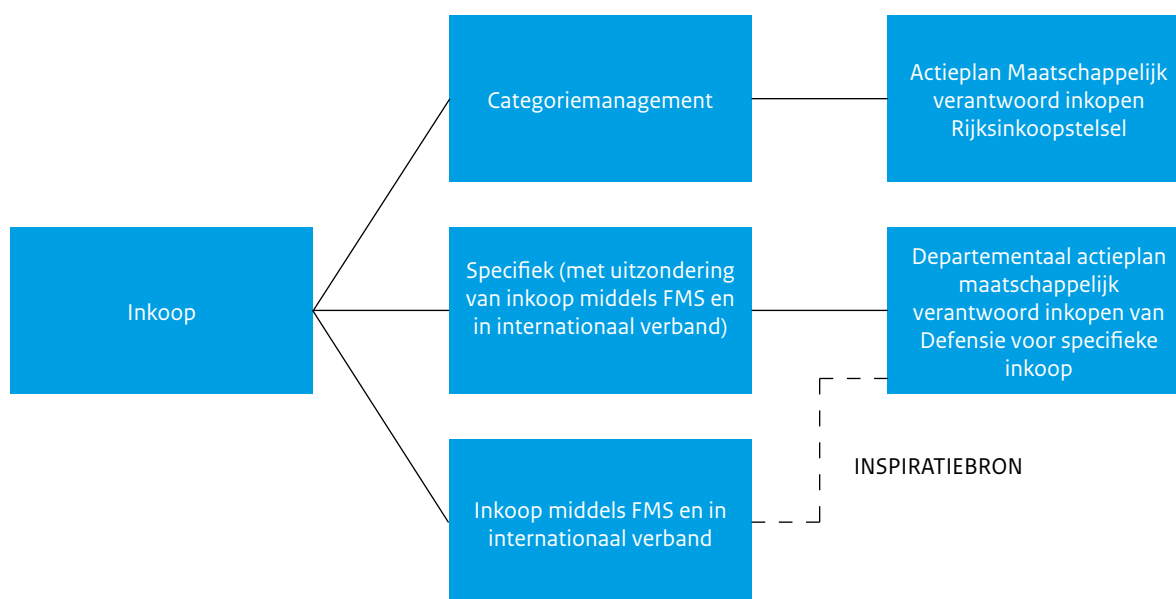 Inkoop
Categoriemanagement
Actieplan Maatschappelijk
verantwoord inkopen
Rijksinkoopstelsel
Specifiek (met uitzondering
van inkoop middels FMS en
in internationaal verband)
Departementaal actieplan
maatschappelijk
verantwoord inkopen van
Defensie voor specifieke
inkoop
Inkoop middels FMS en in
internationaal verband
INSPIRATIEBRON